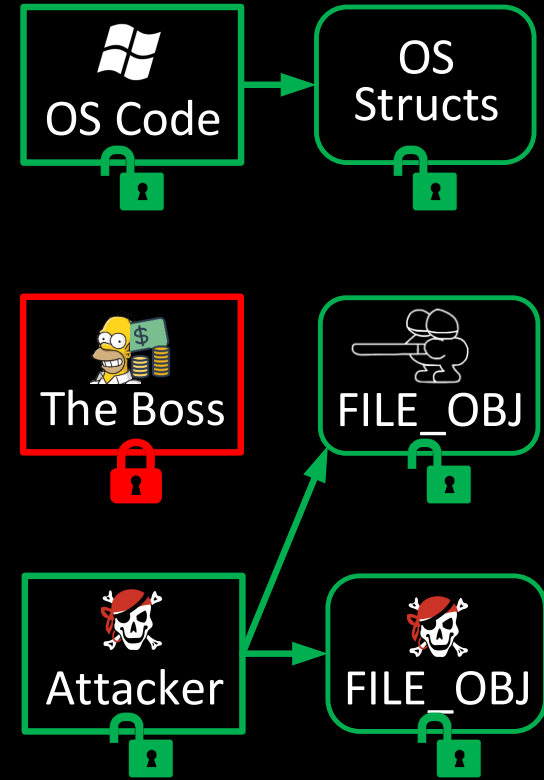 OS Code
OS
Structs
$
The Boss
FILE_OBJ
Attacker
FILE_OBJ